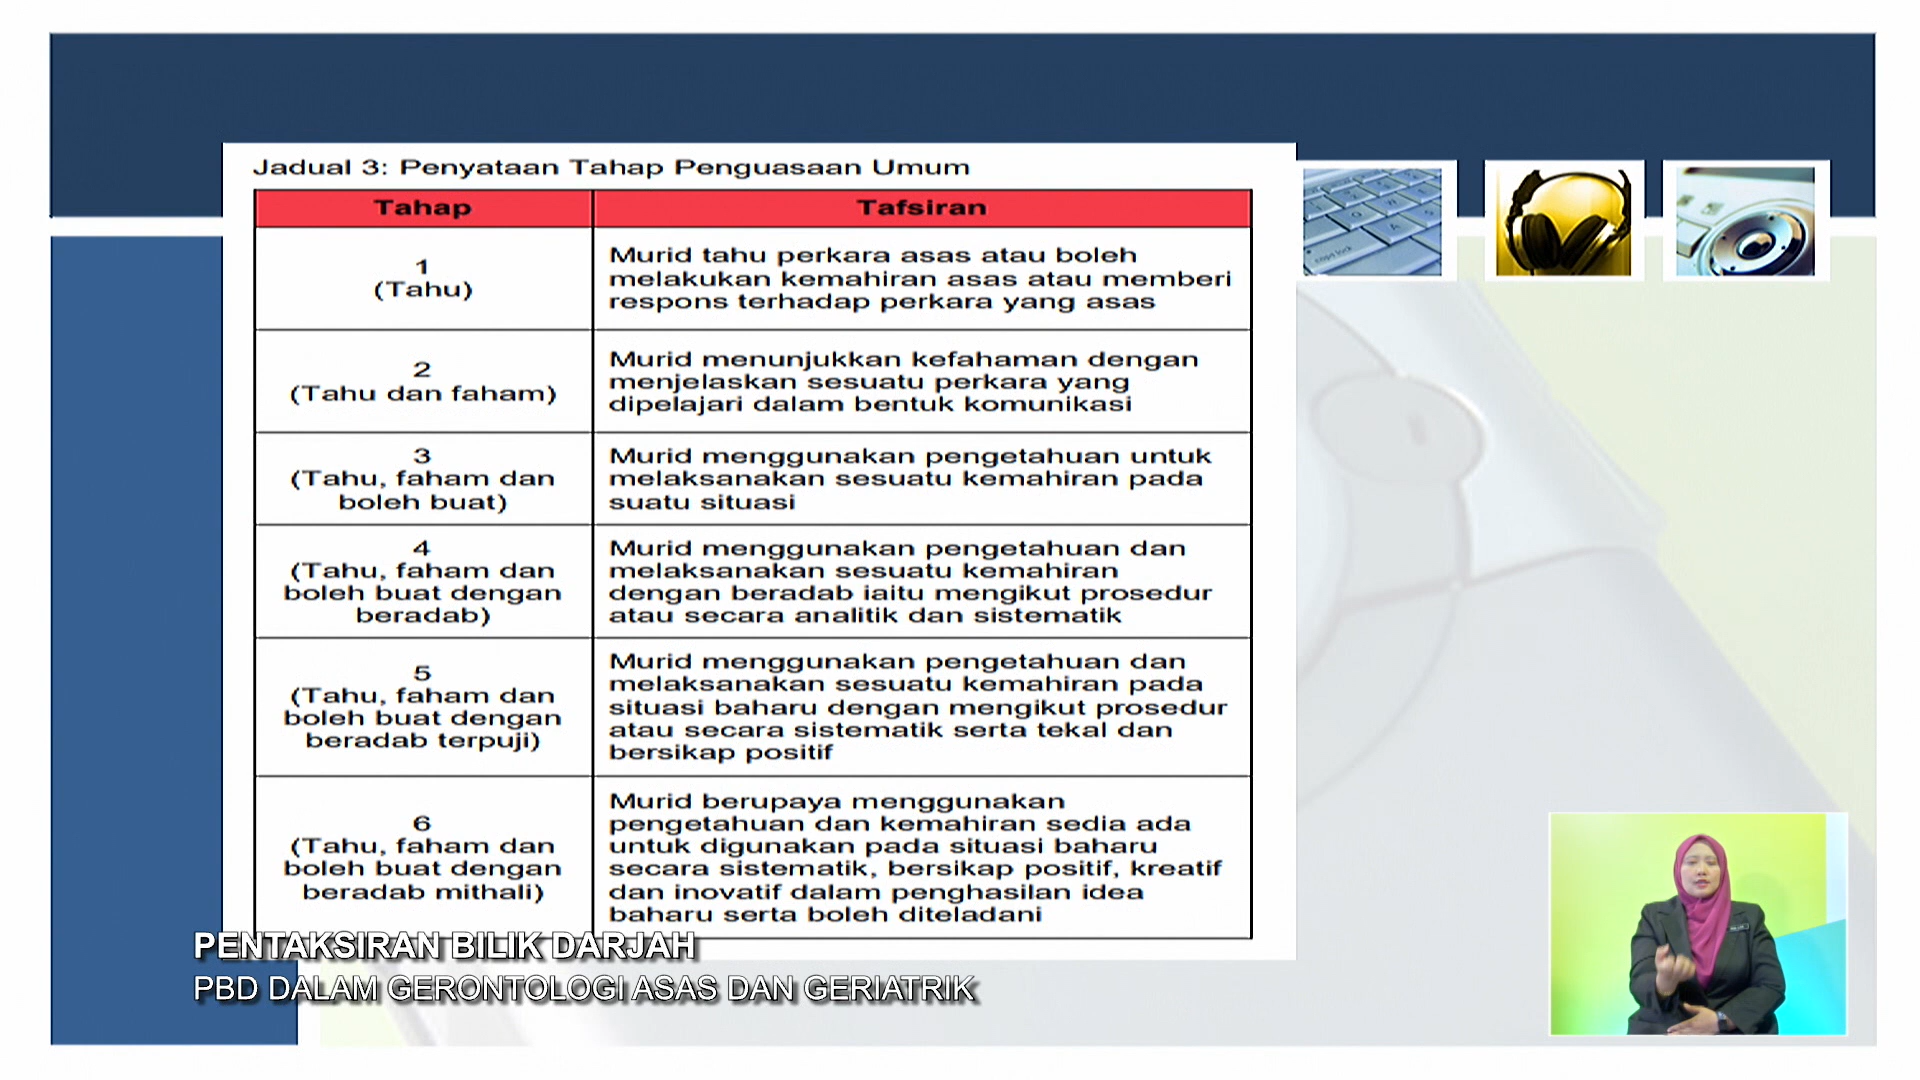 Jadual 3: Penyataan Tahap Penguasaan Umum
Tahap
Tafsiran
1
(Tahu)
Murid tahu perkara asas atau boleh
melakukan kemahiran asas atau memberi
respons terhadap perkara yang asas
2
(Tahu dan faham)
Murid menunjukkan kefahaman dengan
menjelaskan sesuatu perkara yang
dipelajari dalam bentuk komunikasi
3
(Tahu, faham dan
boleh buat)
Murid menggunakan pengetahuan untuk
melaksanakan sesuatu kemahiran pada
suatu situasi
4
(Tahu, faham dan
boleh buat dengan
beradab)
Murid menggunakan pengetahuan dan
melaksanakan sesuatu kemahiran
dengan beradab iaitu mengikut prosedur
atau secara analitik dan sistematik
5
(Tahu, faham dan
boleh buat dengan
beradab terpuji)
Murid menggunakan pengetahuan dan
melaksanakan sesuatu kemahiran pada
situasi baharu dengan mengikut prosedur
atau secara sistematik serta tekal dan
bersikap positif
6
(Tahu, faham dan
boleh buat dengan
beradab mithali)
Murid berupaya menggunakan
pengetahuan dan kemahiran sedia ada
untuk digunakan pada situasi baharu
secara sistematik, bersikap positif, kreatif
dan inovatif dalam penghasilan idea
baharu serta boleh diteladani
PENTAKSIRAN BILIK DARJAH
PBD DALAM GERONTOLOGI ASAS DAN GERIATRIK